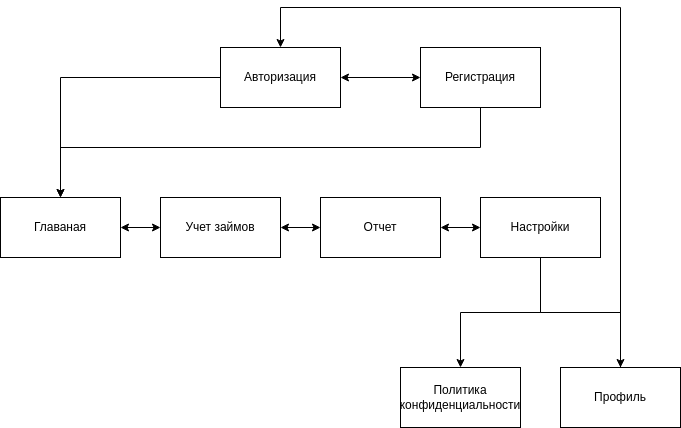 Авторизация
Регистрация
Главаная
Учет займов
Отчет
Настройки
Политика
конфиденциальности
Профиль